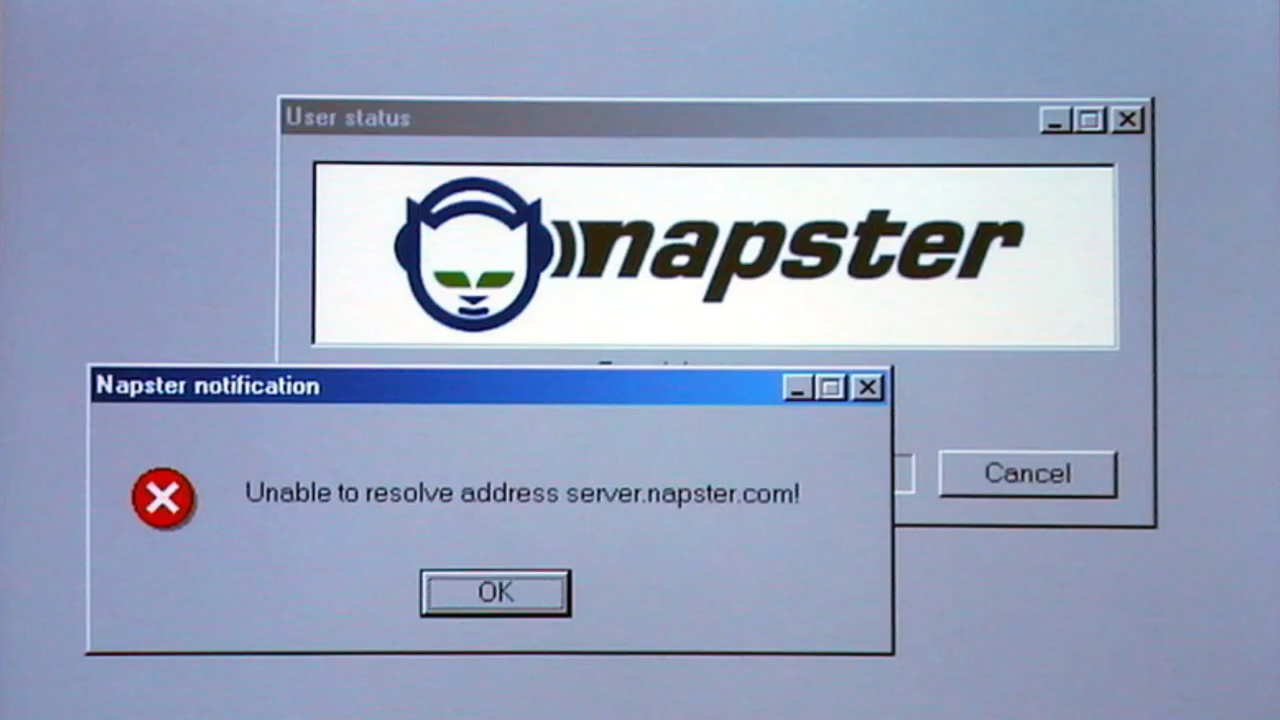 User status
napster
Napster notification
Unable to resolve address server.napster.com!
Cancel
OK